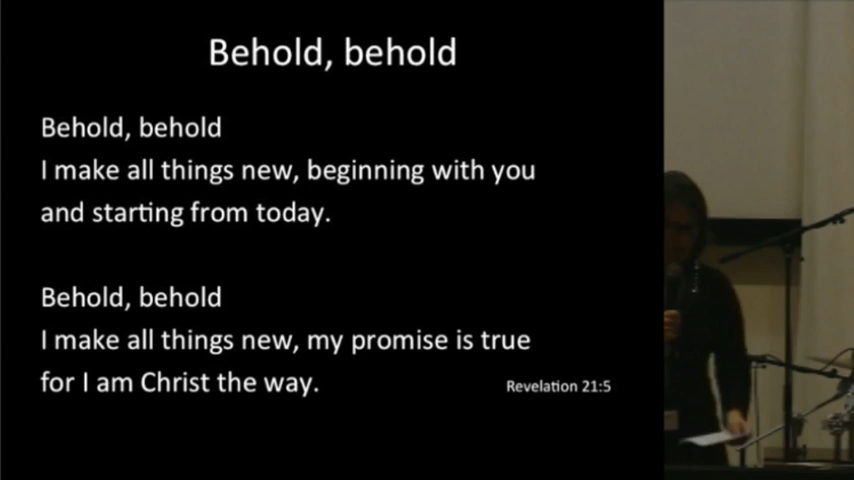 Behold, behold
Behold, behold
I make all things new, beginning with you
and starting from today.
Behold, behold
I make all things new, my promise is true
for I am Christ the way.
Revelation 21:5